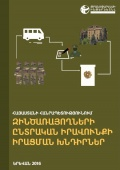 ՀԱՅԱՍՏԱՆԻ ՀԱՆՐԱՊԵՏՈՒԹՅՈՒՆՈՒՄ
ԶԻՆԾԱՌԱՅՈՂՆԵՐԻ
ԸՆՏՐԱԿԱՆ ԻՐԱՎՈՒՆՔԻ
ԻՐԱՑՄԱՆ ԽՆԴԻՐՆԵՐ
ԵՐԵՎԱՆ, 2016